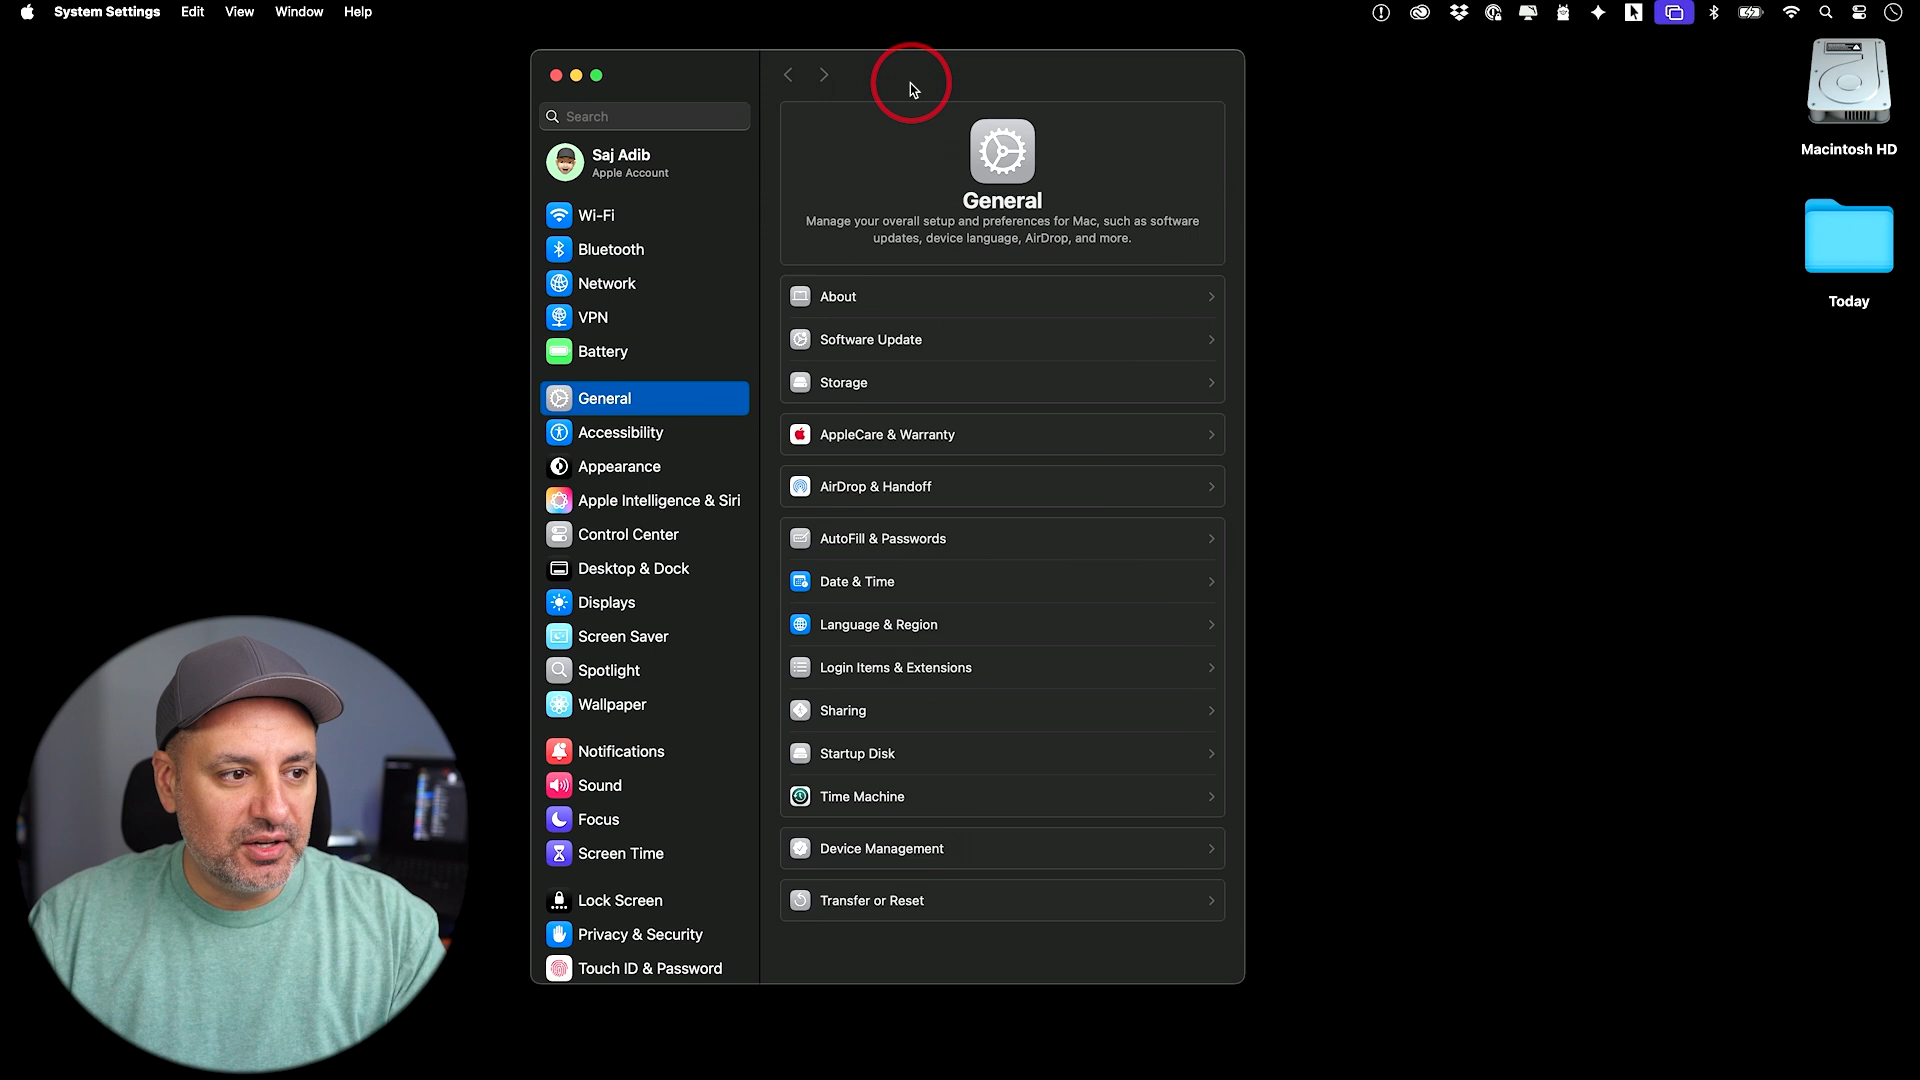 System Settings Edit View Window Help
Search
Saj Adib
Apple Account
Wi-Fi
Bluetooth
Network
VPN
Battery
General
Accessibility
Appearance
Apple Intelligence & Siri
Control Center
Desktop & Dock
Displays
Screen Saver
Spotlight
Wallpaper
Notifications
Sound
Focus
Screen Time
Lock Screen
Privacy & Security
Touch ID & Password
General
Manage your overall setup and preferences for Mac, such as software
updates, device language, AirDrop, and more.
About
Software Update
Storage
AppleCare & Warranty
AirDrop & Handoff
AutoFill & Passwords
Date & Time
Language & Region
Login Items & Extensions
Sharing
Startup Disk
Time Machine
Device Management
Transfer or Reset
Macintosh HD
Today